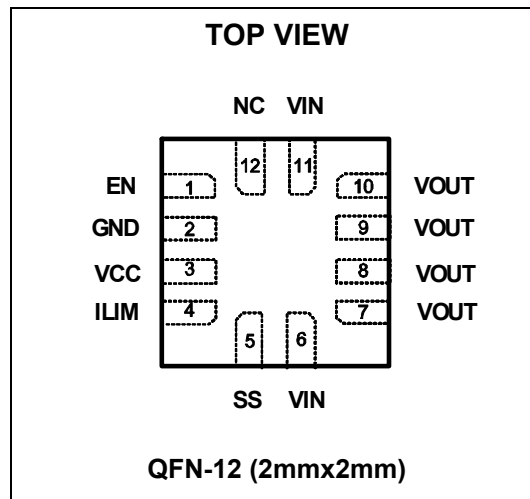 TOP VIEW
NC VIN
12 11
EN 1 10 VOUT
GND 2 9 VOUT
VCC 3 8 VOUT
ILIM 4 7 VOUT
5 6
SS VIN
QFN-12 (2mmx2mm)